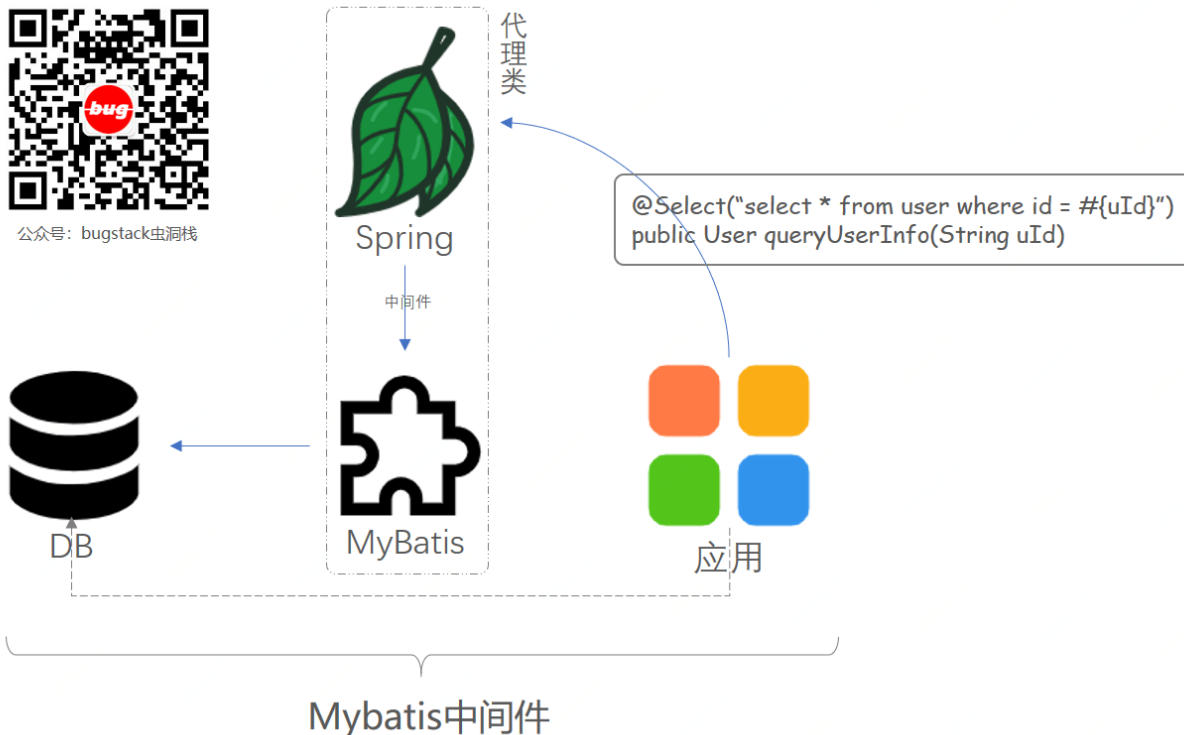 bug
公众号：bugstack虫洞栈
代理类
Spring
中间件
MyBatis
DB
@Select(“select * from user where id = #{uId}”)
public User queryUserInfo(String uId)
应用
Mybatis中间件